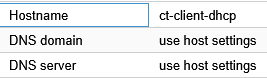 Hostname ct-client-dhcp
DNS domain use host settings
DNS server use host settings